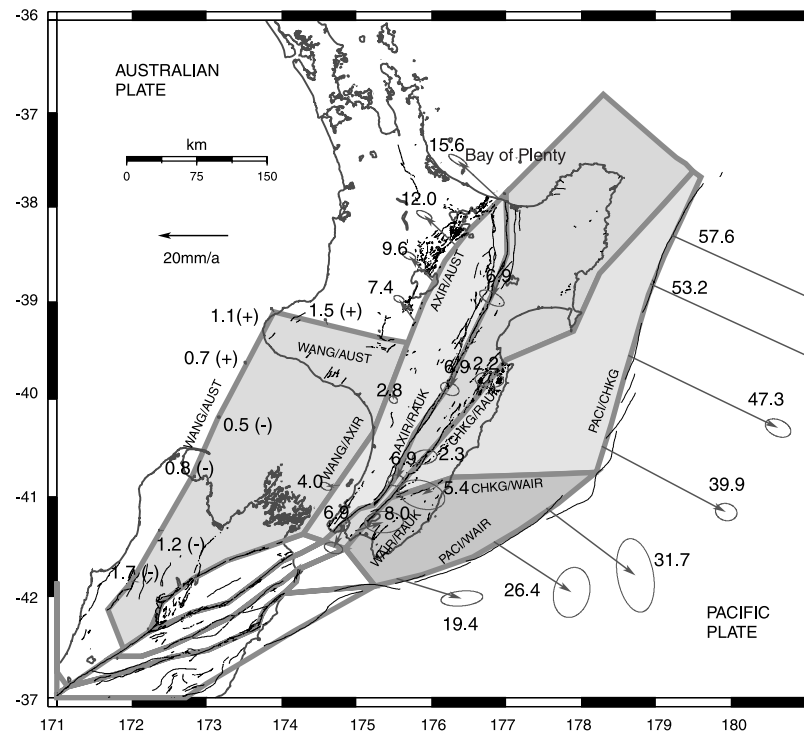 -36
AUSTRALIAN
PLATE
-37
km
0
75
150
15.6
Bay of Plenty
-38
12.0
20mm/a
57.6
9.6
6.9
53.2
7.4
AXIR/AUST
-39
1.1(+)
1.5 (+)
WANG/AUST
0.7 (+)
6.9
2.2
-40
WANG/AUST
2.8
AXIR/RAUK
CHKG/RAUK
PACI/CHKG
47.3
0.5 (-)
WANG/AXIR
0.8 (-)
6.9
2.3
4.0
5.4
CHKG/WAIR
39.9
-41
6.9
8.0
WAIR/RAUK
PACI/WAIR
1.2 (-)
31.7
1.7 (-)
26.4
-42
19.4
PACIFIC
PLATE
-37
171
172
173
174
175
176
177
178
179
180